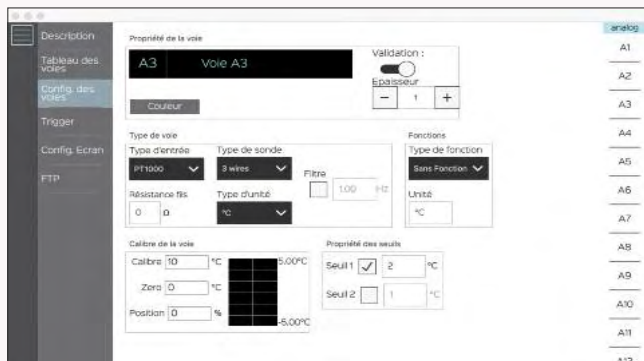 Description
Tableau des
voies
Config. des
voies
Trigger
Config. Ecran
FTP
Propriété de la voie
A3 Voie A3
Couleur
Validation :
Epaisseur
− 1 +
Type de voie
Type d'entrée Type de sonde
PT1000 3 wires
Filtre
100 Hz
Résistance fils Type d'unité
0 Ω °C
Fonctions
Type de fonction
Sans Fonction
Unité
°C
Calibre de la voie
Calibre 10 °C
Zero 0 °C
Position 0 %
5.00°C
-5.00°C
Propriété des seuils
Seuil 1 2 °C
Seuil 2 1 °C
analog
A1
A2
A3
A4
A5
A6
A7
A8
A9
A10
A11
A12